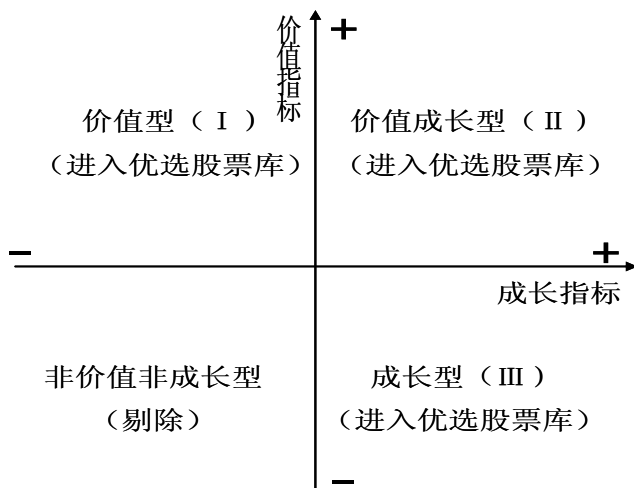 价值指标
+
价值型（Ⅰ）
价值成长型（Ⅱ）
（进入优选股票库）
（进入优选股票库）
−
+
成长指标
非价值非成长型
成长型（Ⅲ）
（剔除）
（进入优选股票库）
−